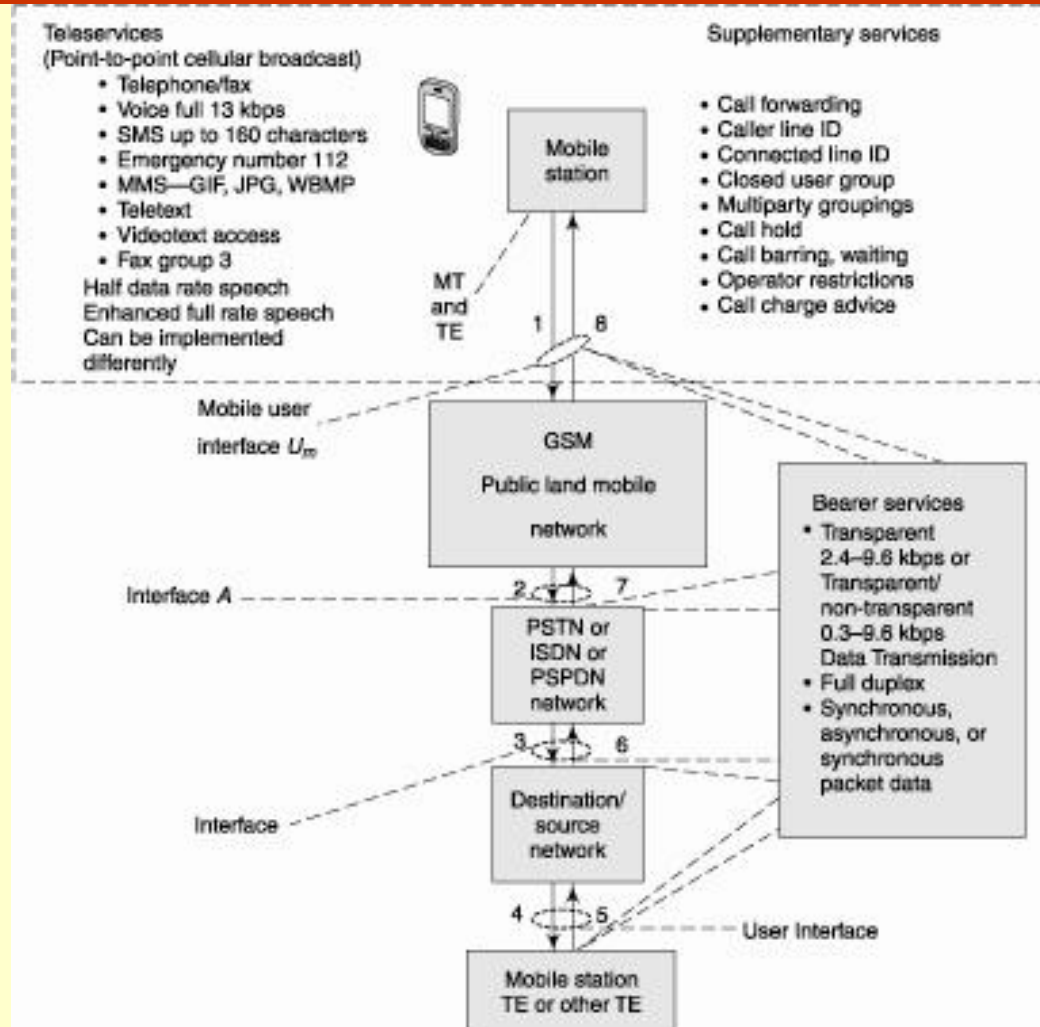 Teleservices
(Point-to-point cellular broadcast)
• Telephone/fax
• Voice full 13 kbps
• SMS up to 160 characters
• Emergency number 112
• MMS—GIF, JPG, WBMP
• Teletext
• Videotext access
• Fax group 3
Half data rate speech
Enhanced full rate speech
Can be implemented
differently
Supplementary services
• Call forwarding
• Caller line ID
• Connected line ID
• Closed user group
• Multiparty groupings
• Call hold
• Call barring, waiting
• Operator restrictions
• Call charge advice
Mobile
station
MT
and
TE
1
8
Mobile user
interface Um
GSM
Public land mobile
network
Bearer services
• Transparent
2.4–9.6 kbps or
Transparent/
non-transparent
0.3–9.6 kbps
Data Transmission
• Full duplex
• Synchronous,
asynchronous, or
synchronous
packet data
Interface A
2
7
PSTN or
ISDN or
PSPDN
network
3
6
Interface
Destination/
source
network
4
5
User Interface
Mobile station
TE or other TE